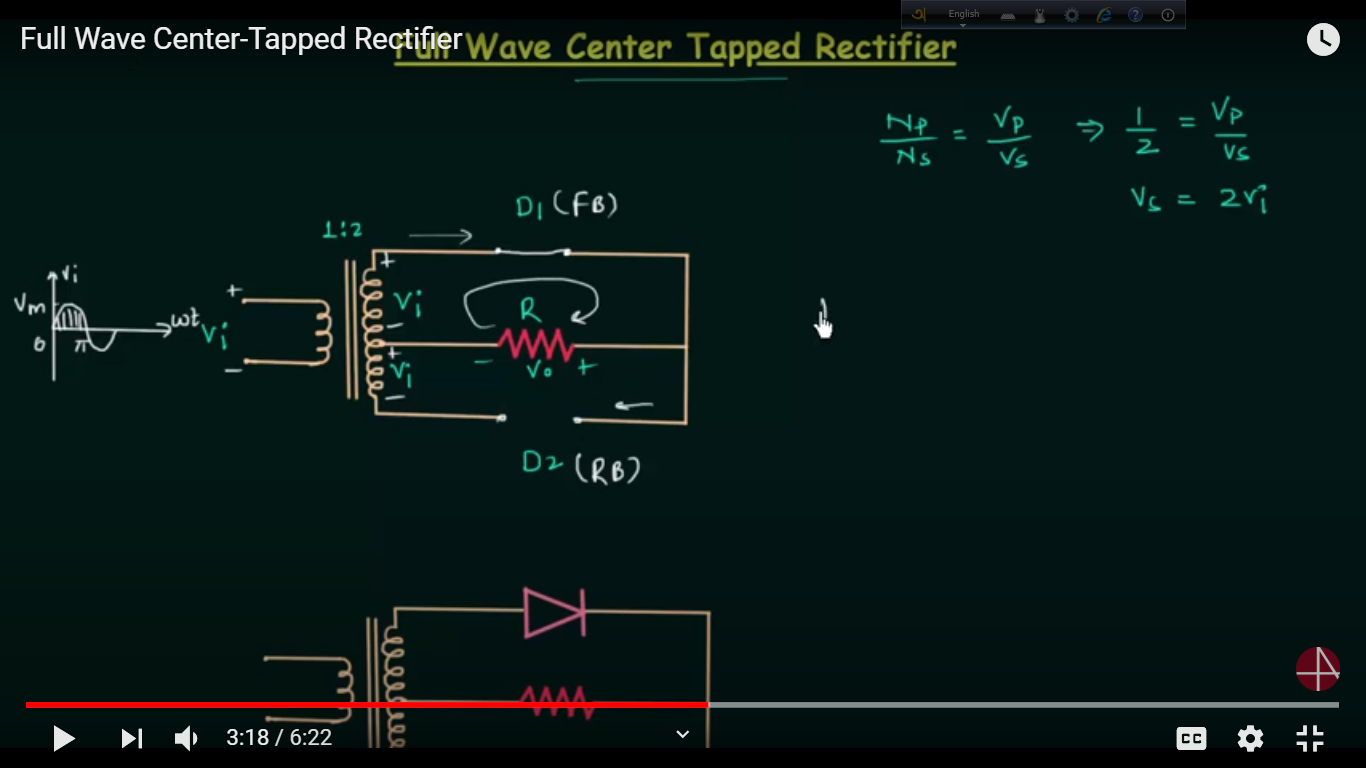 অ English
Full Wave Center-Tapped Rectifier
Full Wave Center Tapped Rectifier
Np/Ns = Vp/Vs ⇒ 1/2 = Vp/Vs
Vs = 2vi
D1 (FB)
1:2
+
vi
Vm
0
π
ωt
+
Vi
−
+
Vi
−
R
+
Vi
−
− Vo +
D2 (RB)
3:18 / 6:22
CC